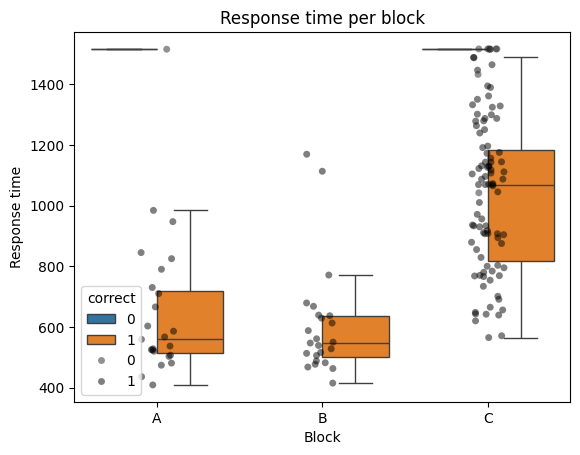 Response time per block
Response time
1400
1200
1000
800
600
400
correct
0
1
0
1
A
B
C
Block